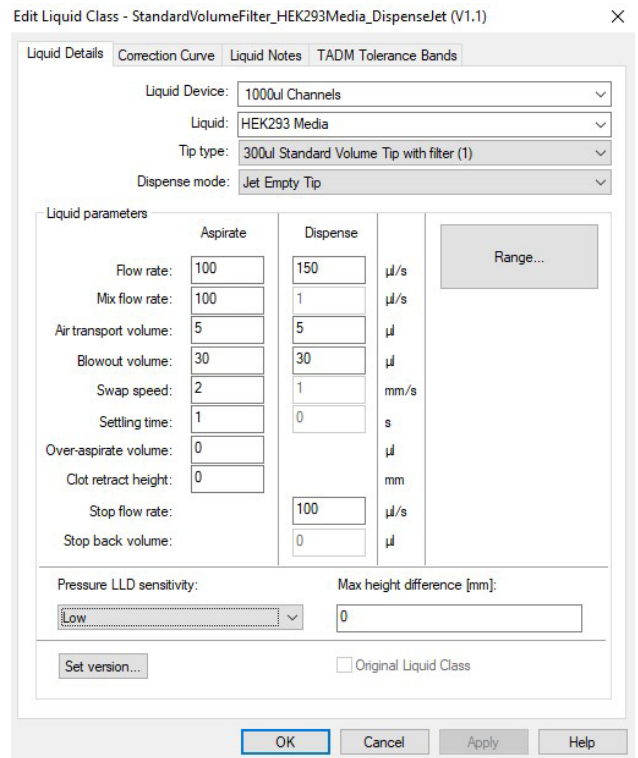 Edit Liquid Class - StandardVolumeFilter_HEK293Media_DispenseJet (V1.1)
Liquid Details Correction Curve Liquid Notes TADM Tolerance Bands
Liquid Device: 1000ul Channels
Liquid: HEK293 Media
Tip type: 300ul Standard Volume Tip with filter (1)
Dispense mode: Jet Empty Tip
Liquid parameters
Aspirate Dispense
Range...
Flow rate: 100 150 µl/s
Mix flow rate: 100 1 µl/s
Air transport volume: 5 5 µl
Blowout volume: 30 30 µl
Swap speed: 2 1 mm/s
Settling time: 1 0 s
Over-aspirate volume: 0 µl
Clot retract height: 0 mm
Stop flow rate: 100 µl/s
Stop back volume: 0 µl
Pressure LLD sensitivity: Max height difference [mm]:
Low 0
Set version... Original Liquid Class
OK Cancel Apply Help